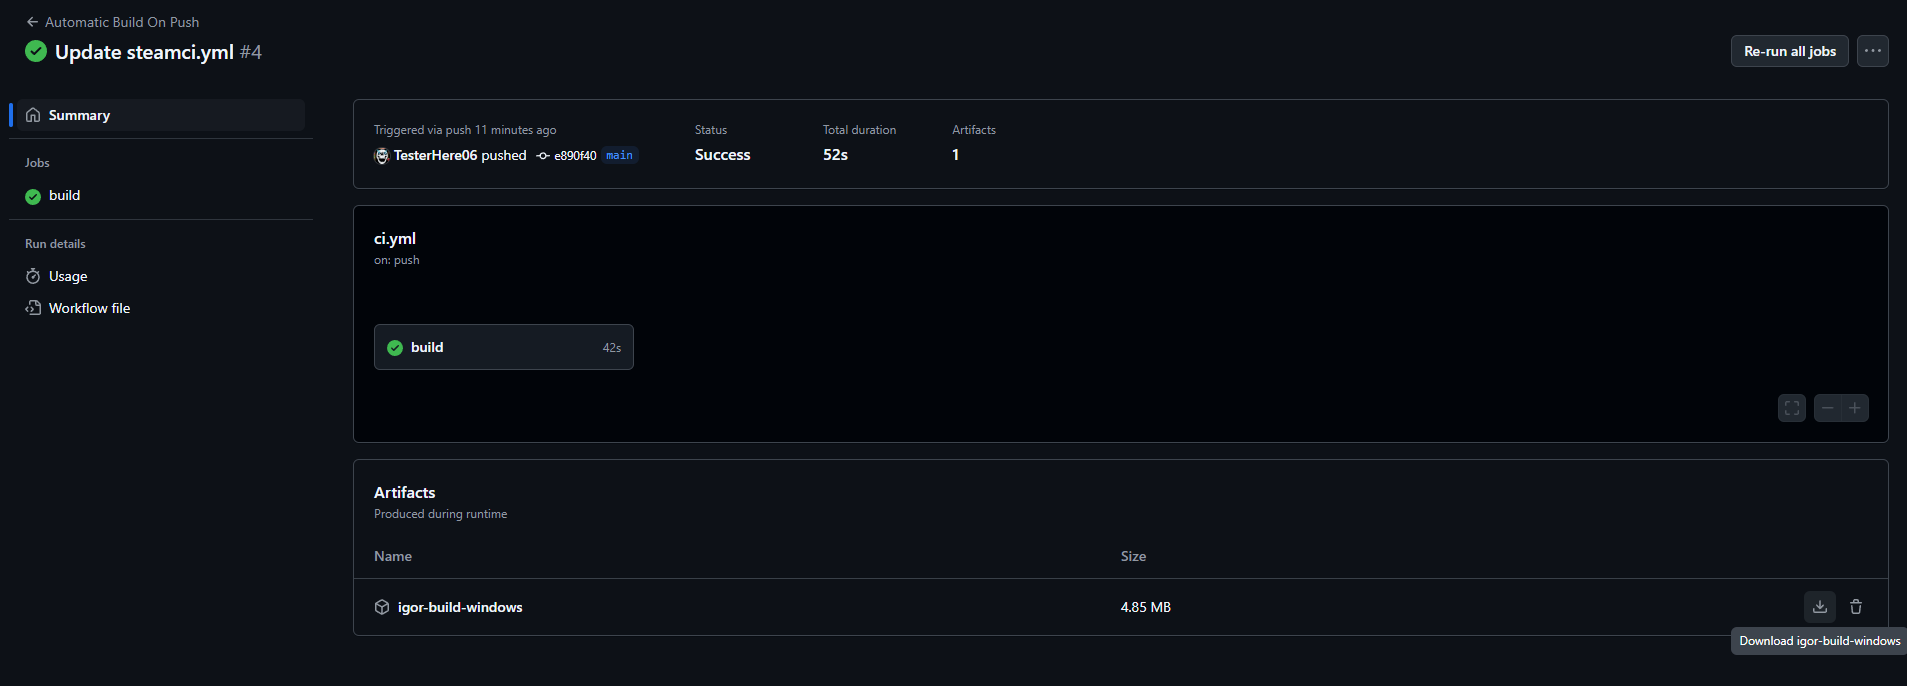 Automatic Build On Push
Update steamci.yml #4
Re-run all jobs
Summary
Jobs
build
Run details
Usage
Workflow file
Triggered via push 11 minutes ago
TesterHere06 pushed e890f40 main
Status
Success
Total duration
52s
Artifacts
1
ci.yml
on: push
build 42s
Artifacts
Produced during runtime
Name Size
igor-build-windows 4.85 MB
Download igor-build-windows